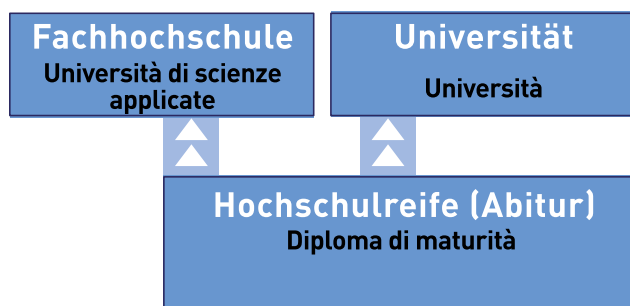 Fachhochschule
Università di scienze
applicate
Universität
Università
Hochschulreife (Abitur)
Diploma di maturità